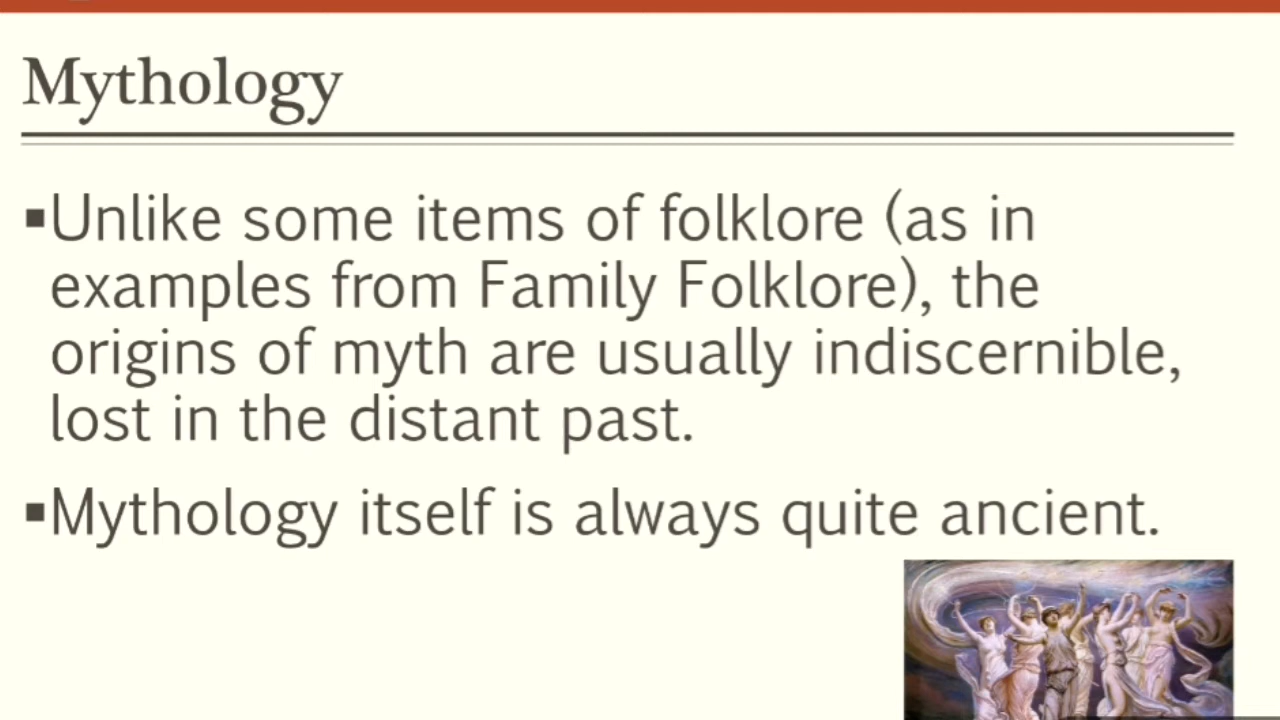 Mythology
▪Unlike some items of folklore (as in
examples from Family Folklore), the
origins of myth are usually indiscernible,
lost in the distant past.
▪Mythology itself is always quite ancient.